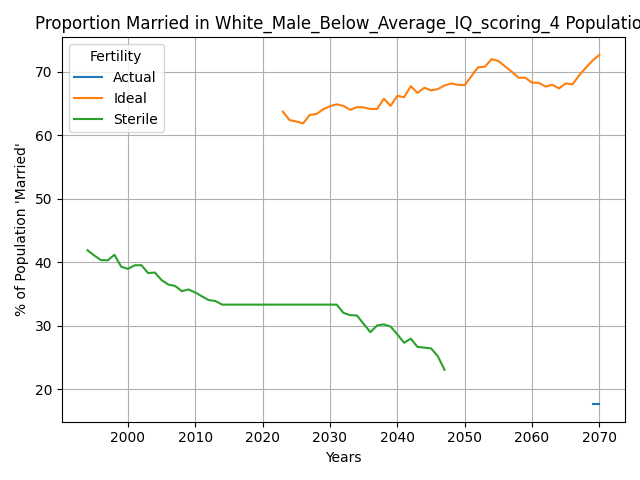 Proportion Married in White_Male_Below_Average_IQ_scoring_4 Populatio
Fertility
Actual
Ideal
Sterile
% of Population 'Married'
70
60
50
40
30
20
2000
2010
2020
2030
2040
2050
2060
2070
Years